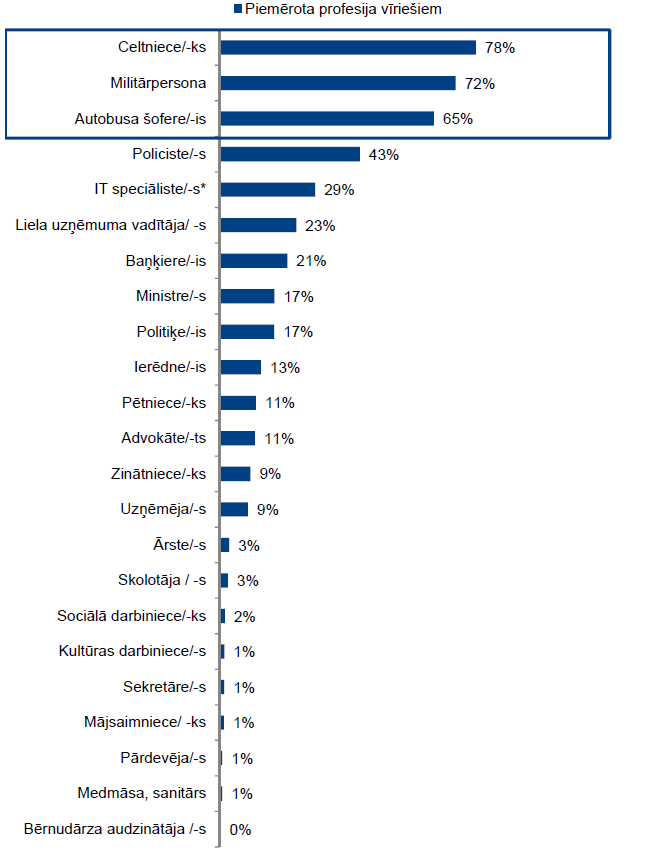 Piemērota profesija vīriešiem
Celtniece/-ks 78%
Militārpersona 72%
Autobusa šofere/-is 65%
Policiste/-s 43%
IT speciāliste/-s* 29%
Liela uzņēmuma vadītāja/ -s 23%
Baņķiere/-is 21%
Ministre/-s 17%
Politiķe/-is 17%
Ierēdne/-is 13%
Pētniece/-ks 11%
Advokāte/-ts 11%
Zinātniece/-ks 9%
Uzņēmēja/-s 9%
Ārste/-s 3%
Skolotāja / -s 3%
Sociālā darbiniece/-ks 2%
Kultūras darbiniece/-s 1%
Sekretāre/-s 1%
Mājsaimniece/ -ks 1%
Pārdevēja/-s 1%
Medmāsa, sanitārs 1%
Bērnudārza audzinātāja /-s 0%